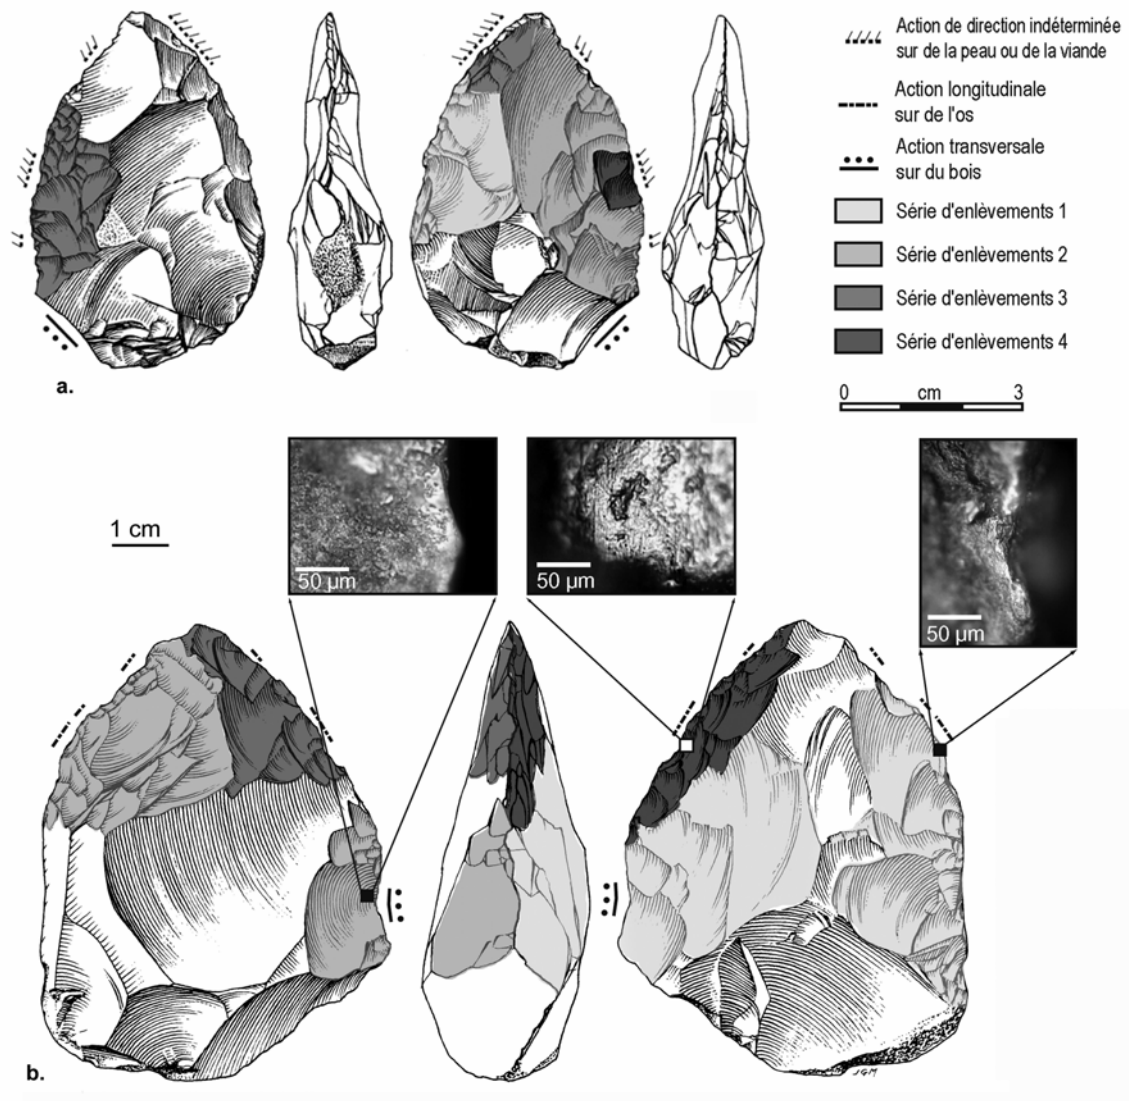 Action de direction indéterminée
sur de la peau ou de la viande
Action longitudinale
sur de l'os
Action transversale
sur du bois
Série d'enlèvements 1
Série d'enlèvements 2
Série d'enlèvements 3
Série d'enlèvements 4
0 cm 3
a.
1 cm
50 µm
50 µm
50 µm
b.
JGM